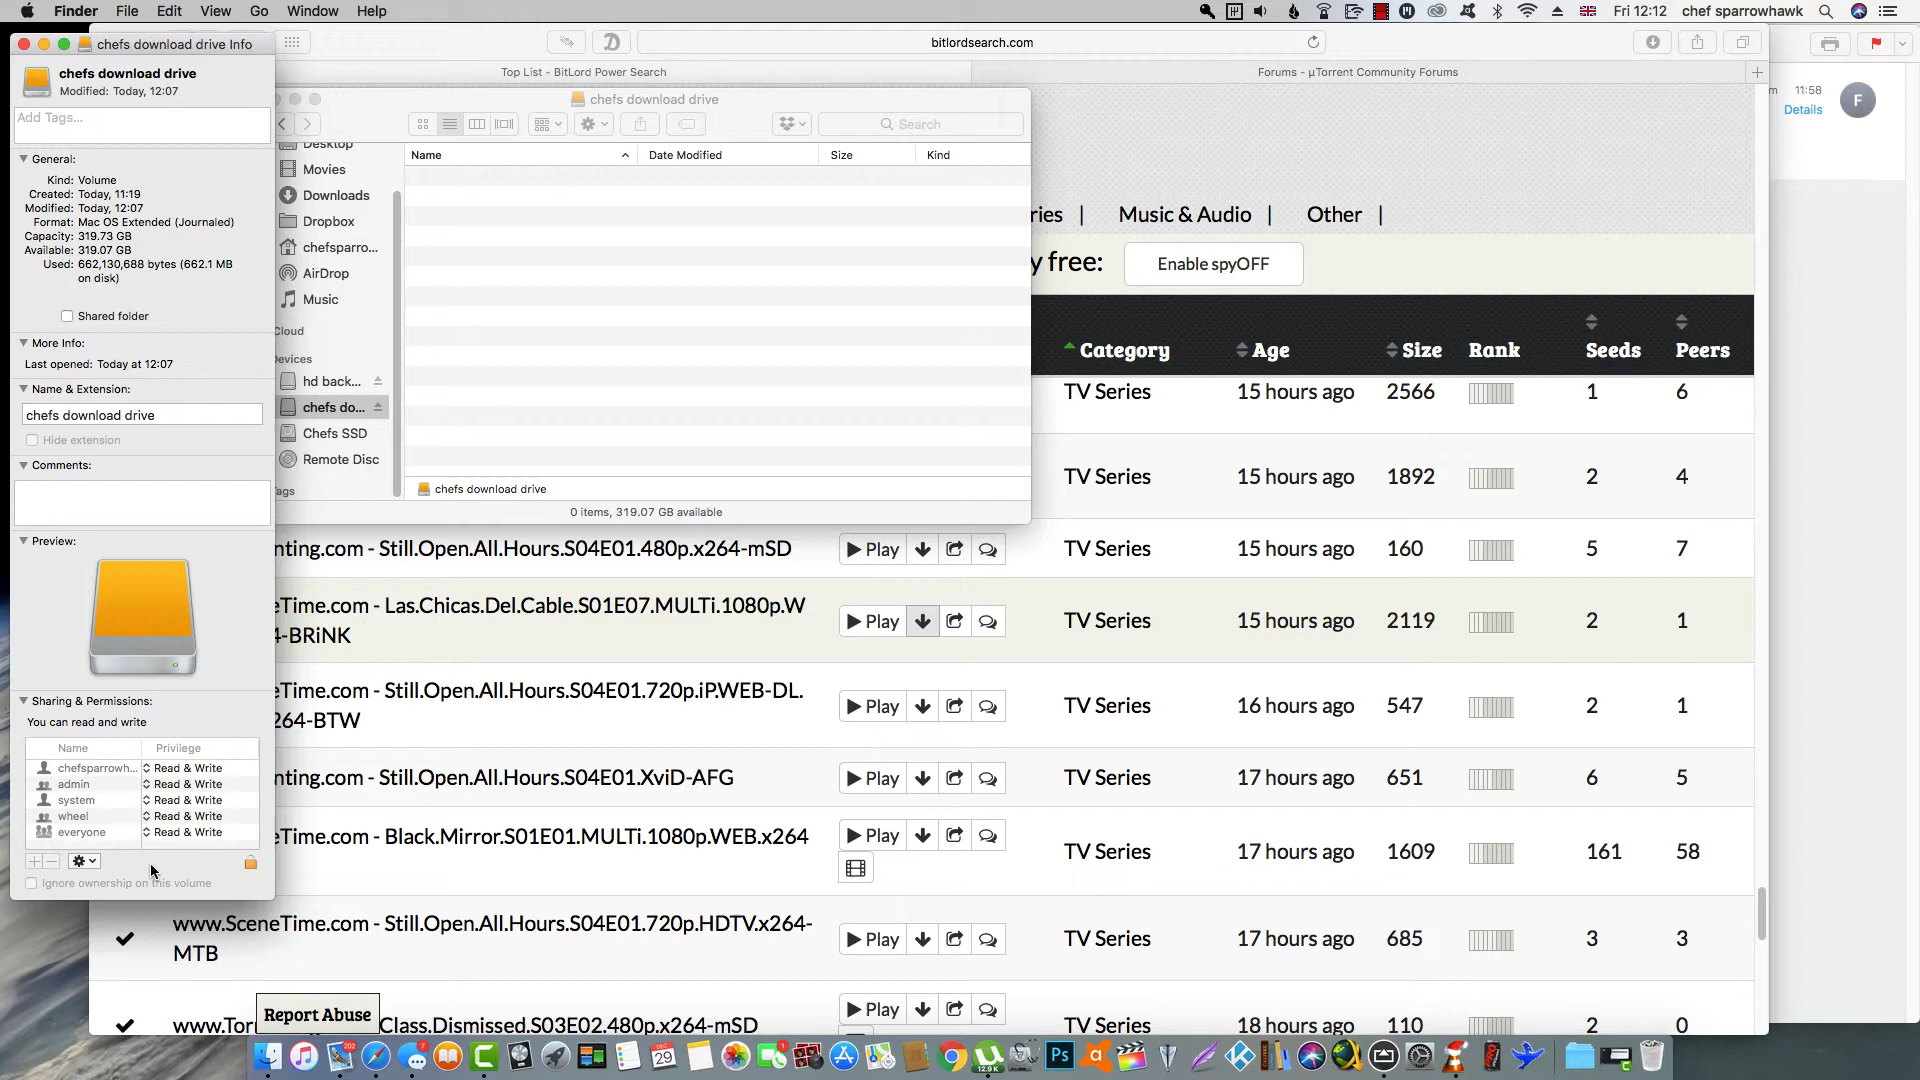 Finder File Edit View Go Window Help
Fri 12:12 chef sparrowhawk
chefs download drive Info
chefs download drive
Modified: Today, 12:07
Add Tags...
General:
Kind: Volume
Created: Today, 11:19
Modified: Today, 12:07
Format: Mac OS Extended (Journaled)
Capacity: 319.73 GB
Available: 319.07 GB
Used: 662,130,688 bytes (662.1 MB
on disk)
Shared folder
More Info:
Last opened: Today at 12:07
Name & Extension:
chefs download drive
Hide extension
Comments:
Preview:
Sharing & Permissions:
You can read and write
Name Privilege
chefsparrowh... Read & Write
admin Read & Write
system Read & Write
wheel Read & Write
everyone Read & Write
Ignore ownership on this volume
bitlordsearch.com
Top List - BitLord Power Search
Forums - µTorrent Community Forums
chefs download drive
Search
Desktop
Movies
Downloads
Dropbox
chefsparro...
AirDrop
Music
Cloud
Devices
hd back...
chefs do...
Chefs SSD
Remote Disc
Tags
Name Date Modified Size Kind
chefs download drive
0 items, 319.07 GB available
m 11:58
Details
F
ries | Music & Audio | Other |
y free: Enable spyOFF
Category Age Size Rank Seeds Peers
TV Series 15 hours ago 2566 1 6
TV Series 15 hours ago 1892 2 4
nting.com - Still.Open.All.Hours.S04E01.480p.x264-mSD Play TV Series 15 hours ago 160 5 7
eTime.com - Las.Chicas.Del.Cable.S01E07.MULTi.1080p.W
4-BRiNK Play TV Series 15 hours ago 2119 2 1
eTime.com - Still.Open.All.Hours.S04E01.720p.iP.WEB-DL.
264-BTW Play TV Series 16 hours ago 547 2 1
nting.com - Still.Open.All.Hours.S04E01.XviD-AFG Play TV Series 17 hours ago 651 6 5
eTime.com - Black.Mirror.S01E01.MULTi.1080p.WEB.x264 Play TV Series 17 hours ago 1609 161 58
www.SceneTime.com - Still.Open.All.Hours.S04E01.720p.HDTV.x264-
MTB Play TV Series 17 hours ago 685 3 3
www.Tor Class.Dismissed.S03E02.480p.x264-mSD Play TV Series 18 hours ago 110 2 0
Report Abuse
202
7
DEC
29
1
12.9 K
Ps